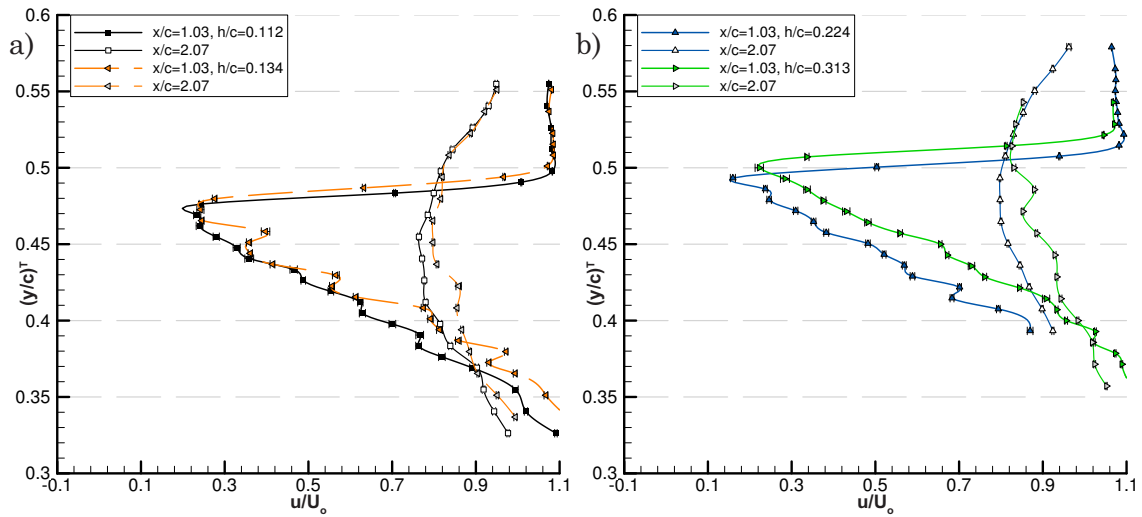 a)
x/c=1.03, h/c=0.112
x/c=2.07
x/c=1.03, h/c=0.134
x/c=2.07
(y/c)ᵀ
0.6
0.55
0.5
0.45
0.4
0.35
0.3
-0.1
0.1
0.3
0.5
0.7
0.9
1.1
u/Uₒ
b)
x/c=1.03, h/c=0.224
x/c=2.07
x/c=1.03, h/c=0.313
x/c=2.07
(y/c)ᵀ
0.6
0.55
0.5
0.45
0.4
0.35
0.3
-0.1
0.1
0.3
0.5
0.7
0.9
1.1
u/Uₒ